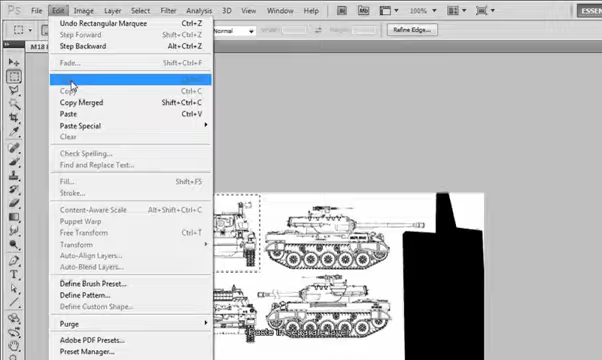 PS File Edit Image Layer Select Filter Analysis 3D View Window Help 100% ESSEN
Undo Rectangular Marquee Ctrl+Z
Normal
Refine Edge...
Step Forward Shift+Ctrl+Z
M18
Step Backward Alt+Ctrl+Z
Fade... Shift+Ctrl+F
Copy Ctrl+C
Copy Merged Shift+Ctrl+C
Paste Ctrl+V
Paste Special
Clear
Check Spelling...
Find and Replace Text...
Fill... Shift+F5
Stroke...
Content-Aware Scale Alt+Shift+Ctrl+C
Puppet Warp
Free Transform Ctrl+T
Transform
Auto-Align Layers...
Auto-Blend Layers...
Define Brush Preset...
Define Pattern...
Define Custom Shape...
Purge
Adobe PDF Presets...
Preset Manager...